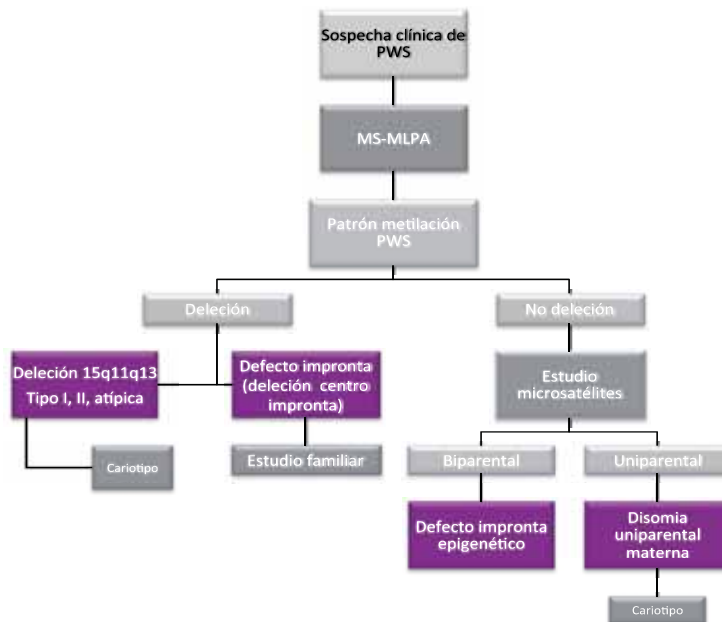 Sospecha clínica de
PWS
MS-MLPA
Patrón metilación
PWS
Deleción
No deleción
Deleción 15q11q13
Tipo I, II, atípica
Defecto impronta
(deleción centro
impronta)
Estudio
microsatélites
Cariotipo
Estudio familiar
Biparental
Uniparental
Defecto impronta
epigenético
Disomia
uniparental
materna
Cariotipo